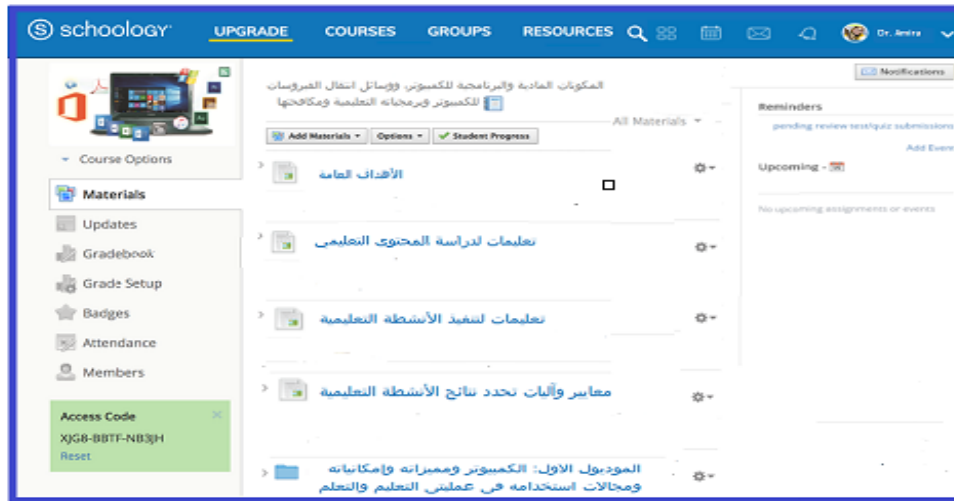 schoology
UPGRADE COURSES GROUPS RESOURCES Dr. Amira
Notifications
المكونات المادية والبرنامجية للكمبيوتر، ووسائل انتقال الفيروسات
للكمبيوتر وبرمجياته التعليمية ومكافحتها
All Materials
Add Materials Options Student Progress
Course Options
Materials
Updates
Gradebook
Grade Setup
Badges
Attendance
Members
Access Code
XJG8-BBTF-NB3JH
Reset
الأهداف العامة
تعليمات لدراسة المحتوى التعليمى
تعليمات لتنفيذ الأنشطة التعليمية
معايير وآليات تحدد نتائج الأنشطة التعليمية
الموديول الاول: الكمبيوتر ومميزاته وإمكانياته
ومجالات استخدامه فى عمليتى التعليم والتعلم
Reminders
pending review test/quiz submissions
Add Event
Upcoming -
No upcoming assignments or events